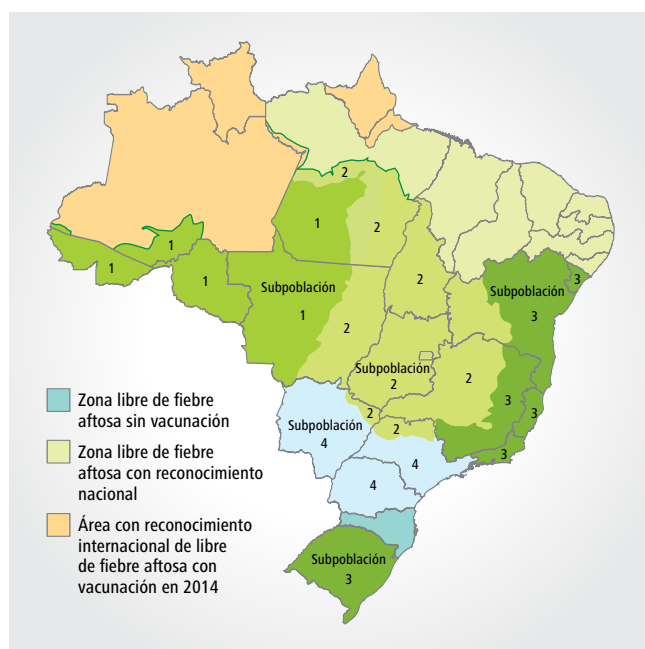 2
1
2
1
Subpoblación
3
1
1
2
Subpoblación
1
3
2
Subpoblación
2
2
3
3
2
2
Subpoblación
4
4
3
4
Subpoblación
3
Zona libre de fiebre
aftosa sin vacunación
Zona libre de fiebre
aftosa con reconocimiento
nacional
Área con reconocimiento
internacional de libre
de fiebre aftosa con
vacunación en 2014